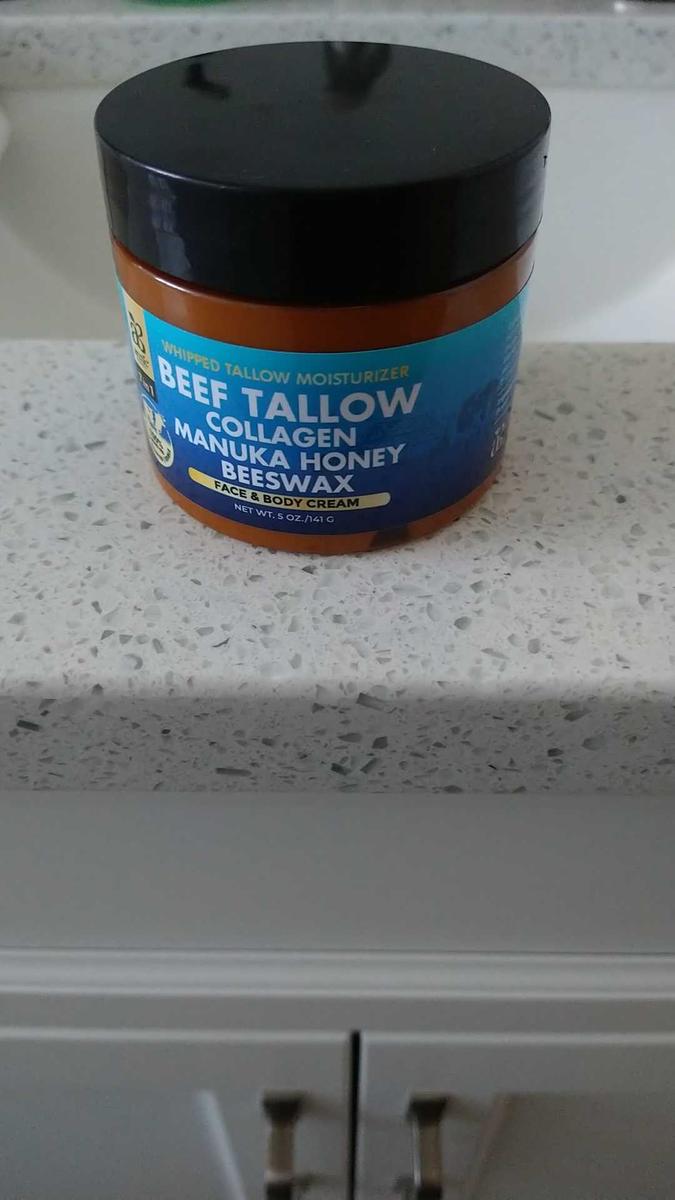 WHIPPED TALLOW MOISTURIZER
BEEF TALLOW
COLLAGEN
MANUKA HONEY
BEESWAX
FACE & BODY CREAM
NET WT. 5 OZ./141 G